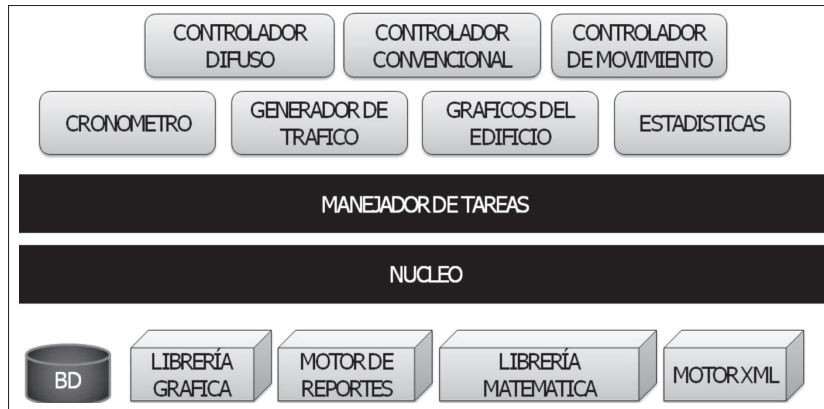 CONTROLADOR
DIFUSO
CONTROLADOR
CONVENCIONAL
CONTROLADOR
DE MOVIMIENTO
CRONOMETRO
GENERADOR DE
TRAFICO
GRAFICOS DEL
EDIFICIO
ESTADISTICAS
MANEJADOR DE TAREAS
NUCLEO
BD
LIBRERÍA
GRAFICA
MOTOR DE
REPORTES
LIBRERÍA
MATEMATICA
MOTOR XML